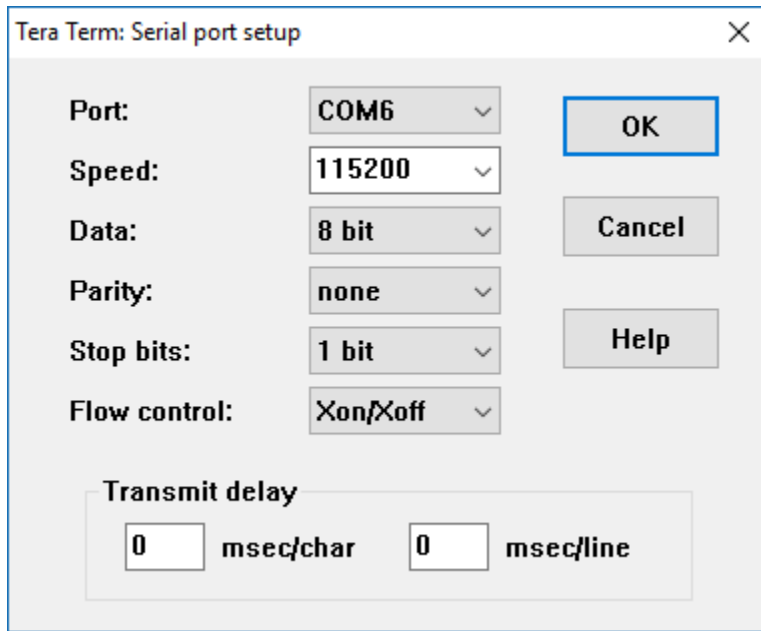 Tera Term: Serial port setup
Port: COM6 OK
Speed: 115200
Data: 8 bit Cancel
Parity: none
Stop bits: 1 bit Help
Flow control: Xon/Xoff
Transmit delay
0 msec/char 0 msec/line